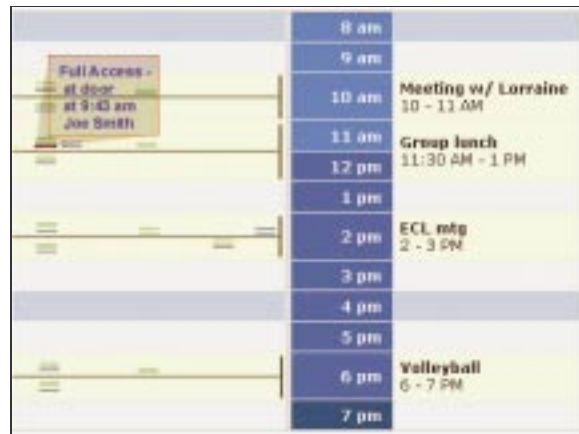 8 am
9 am
Full Access -
at door
at 9:43 am
Joe Smith
10 am
Meeting w/ Lorraine
10 - 11 AM
11 am
Group lunch
11:30 AM - 1 PM
12 pm
1 pm
2 pm
ECL mtg
2 - 3 PM
3 pm
4 pm
5 pm
6 pm
Volleyball
6 - 7 PM
7 pm